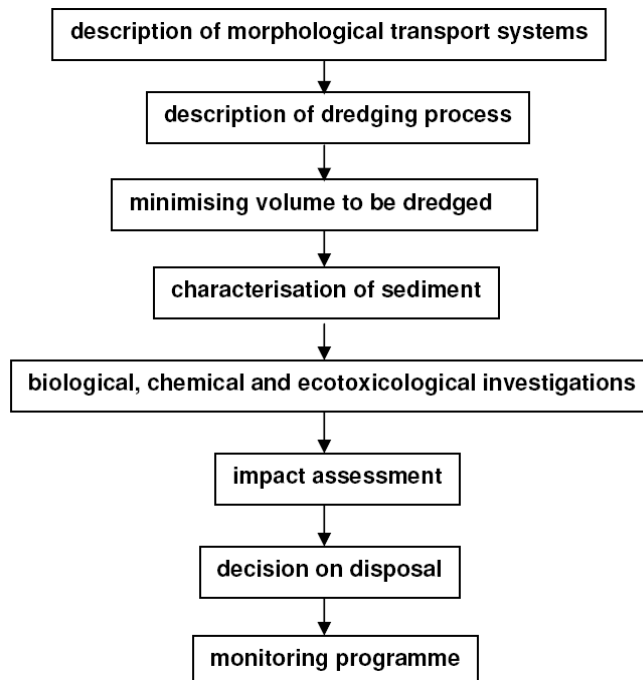 description of morphological transport systems
description of dredging process
minimising volume to be dredged
characterisation of sediment
biological, chemical and ecotoxicological investigations
impact assessment
decision on disposal
monitoring programme